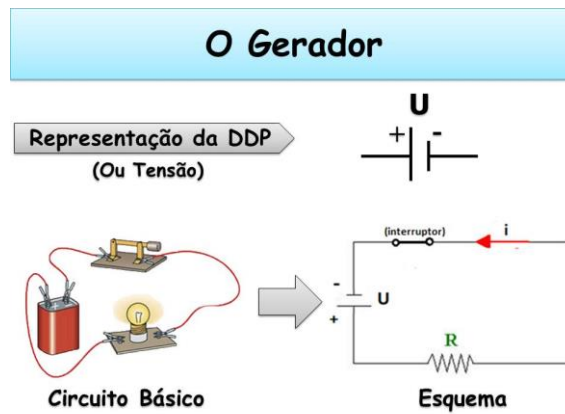 O Gerador
U
+ -
Representação da DDP
(Ou Tensão)
(interruptor)
i
-
U
+
R
Circuito Básico
Esquema